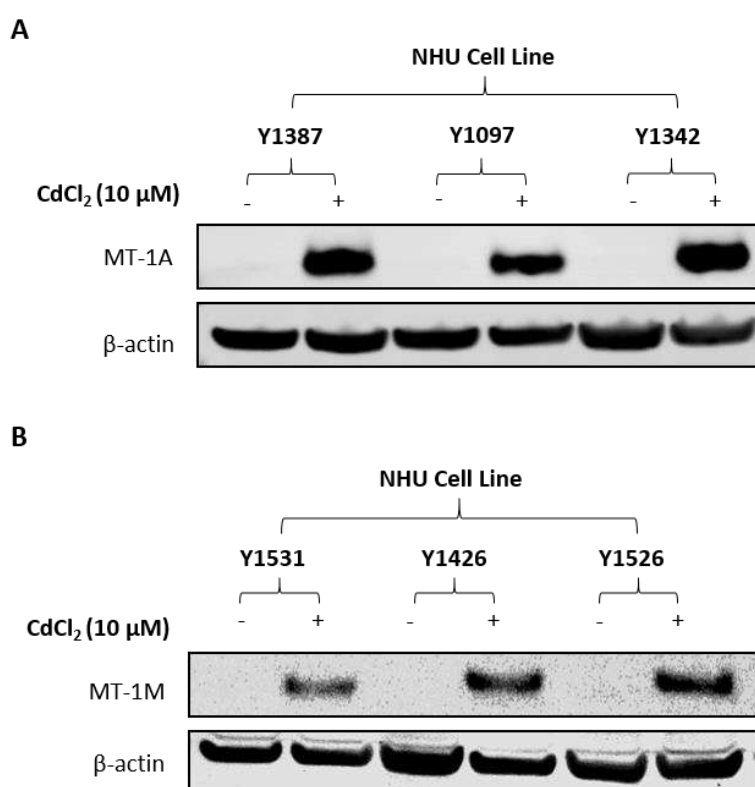 A
NHU Cell Line
Y1387 Y1097 Y1342
CdCl₂ (10 µM) - + - + - +
MT-1A
β-actin
B
NHU Cell Line
Y1531 Y1426 Y1526
CdCl₂ (10 µM) - + - + - +
MT-1M
β-actin